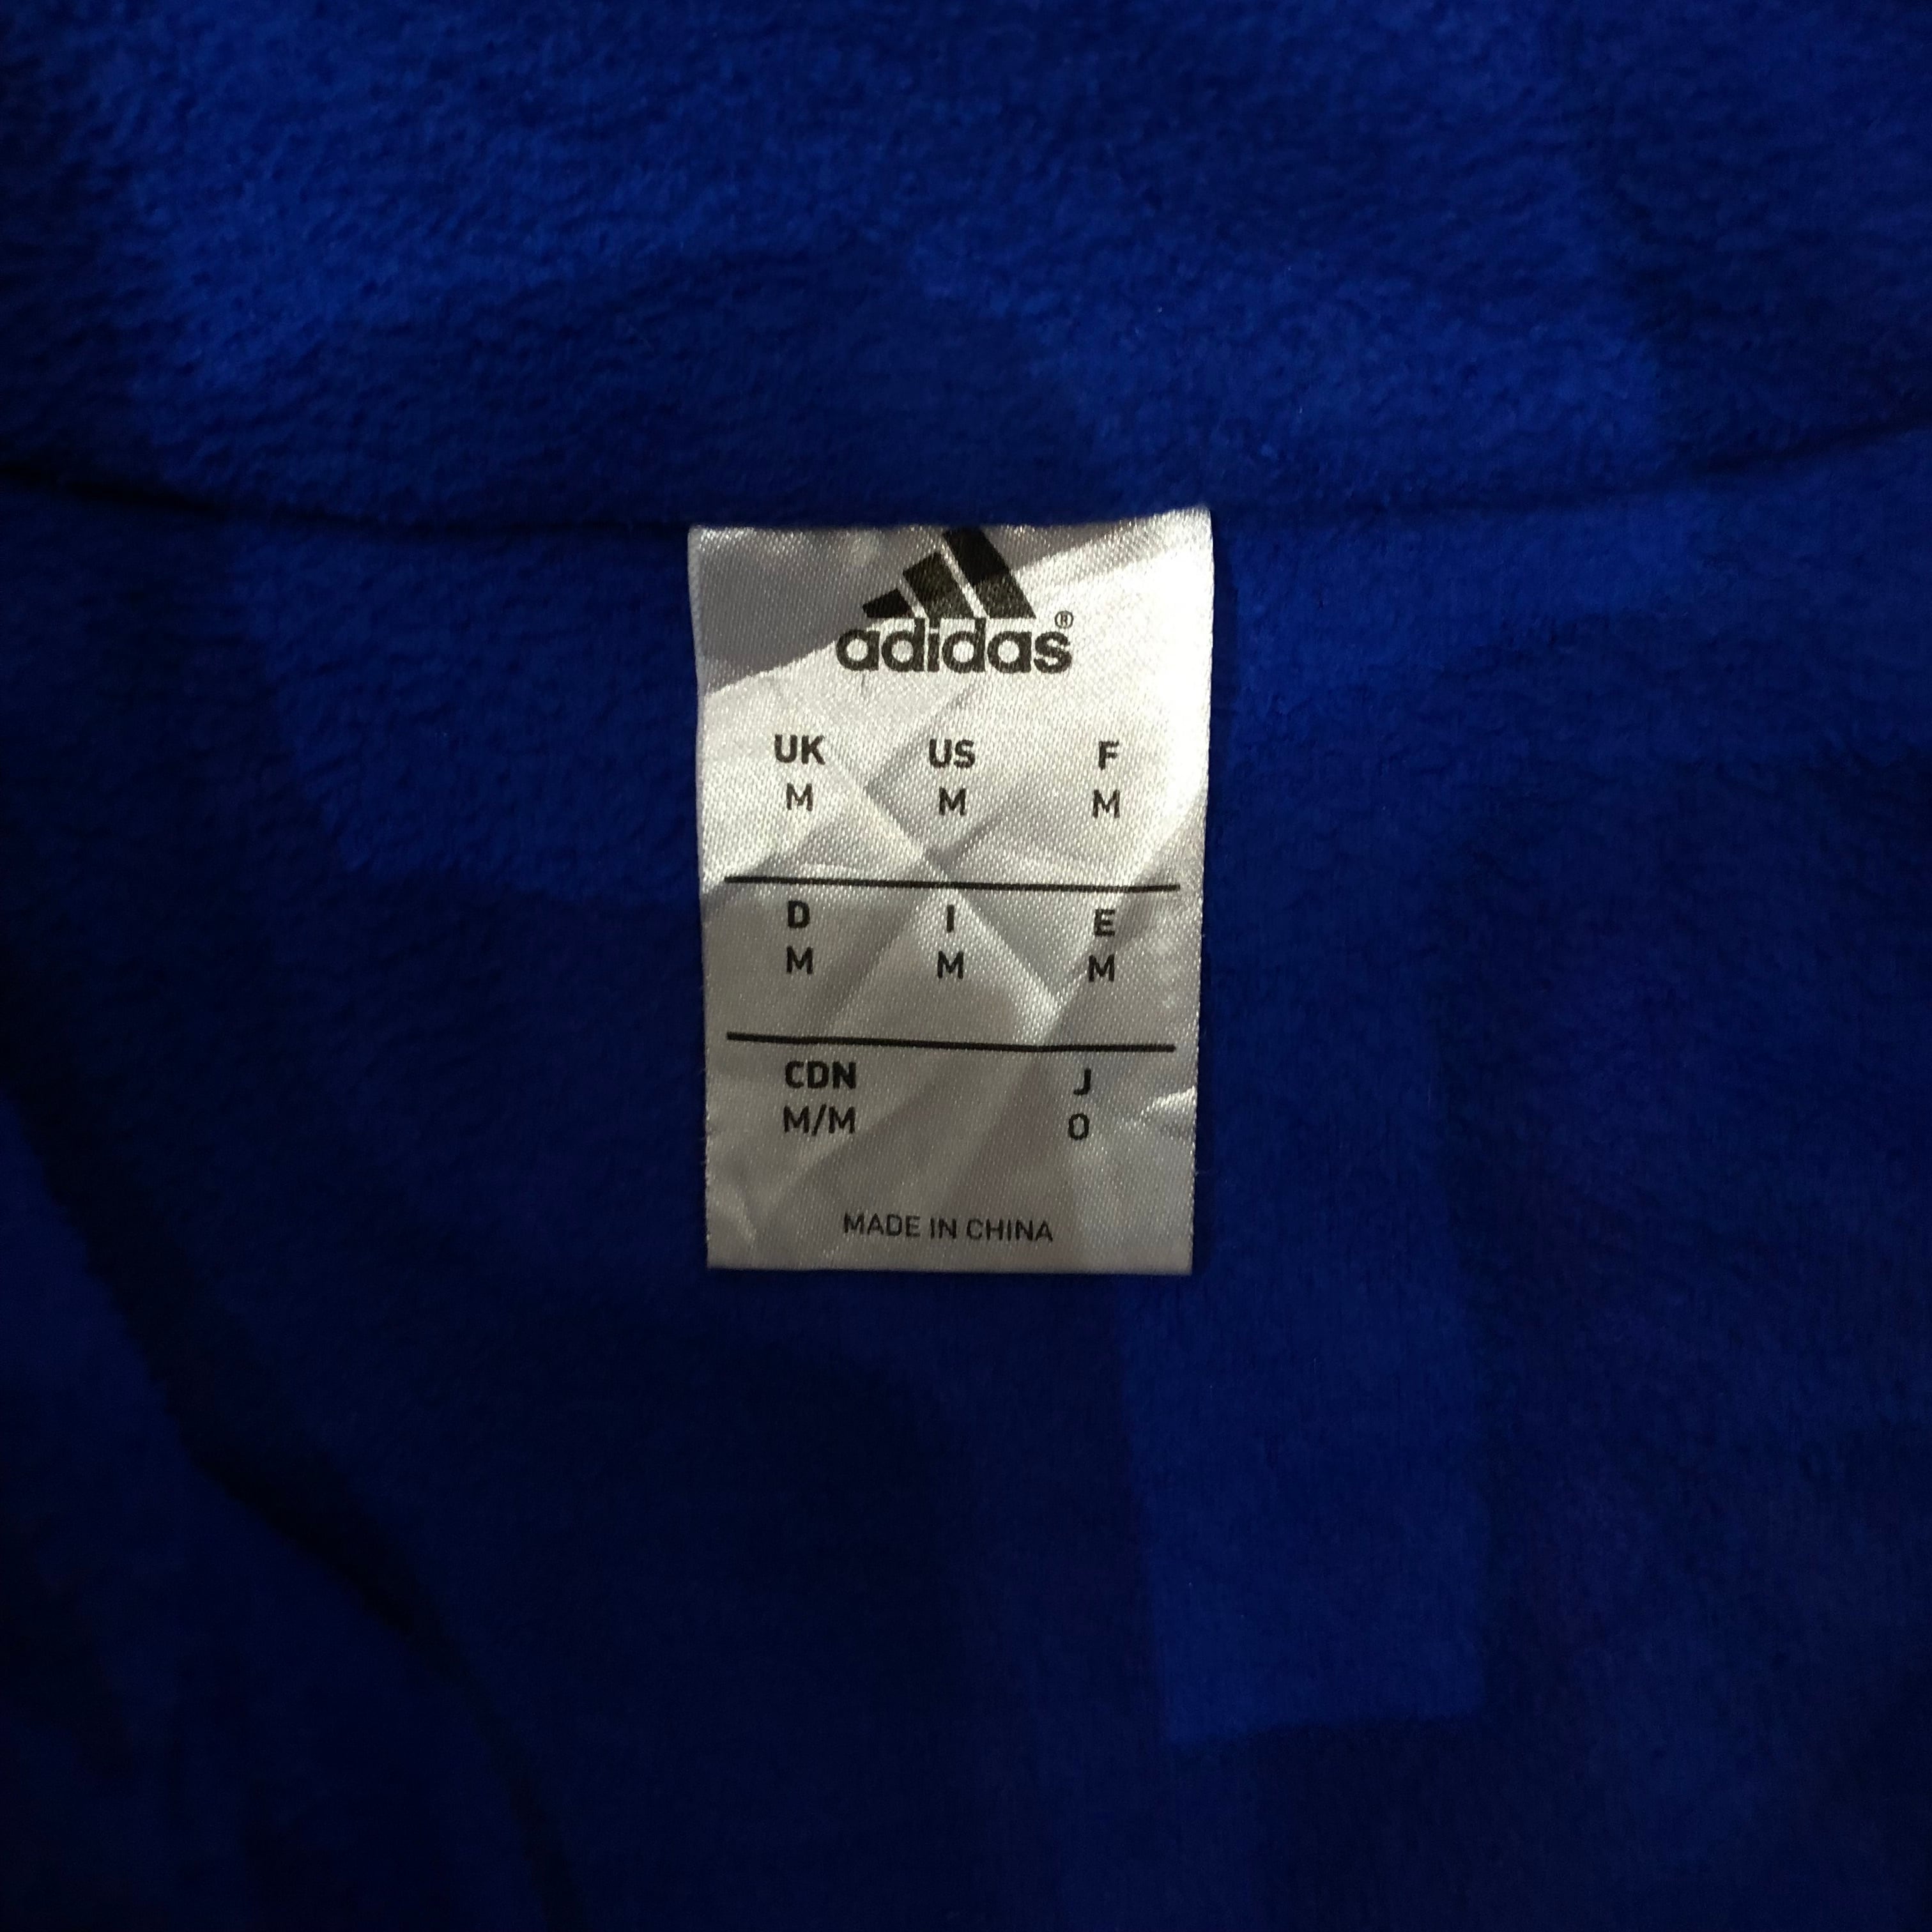 adidas®
UK US F
M M M
D I E
M M M
CDN J
M/M O
MADE IN CHINA